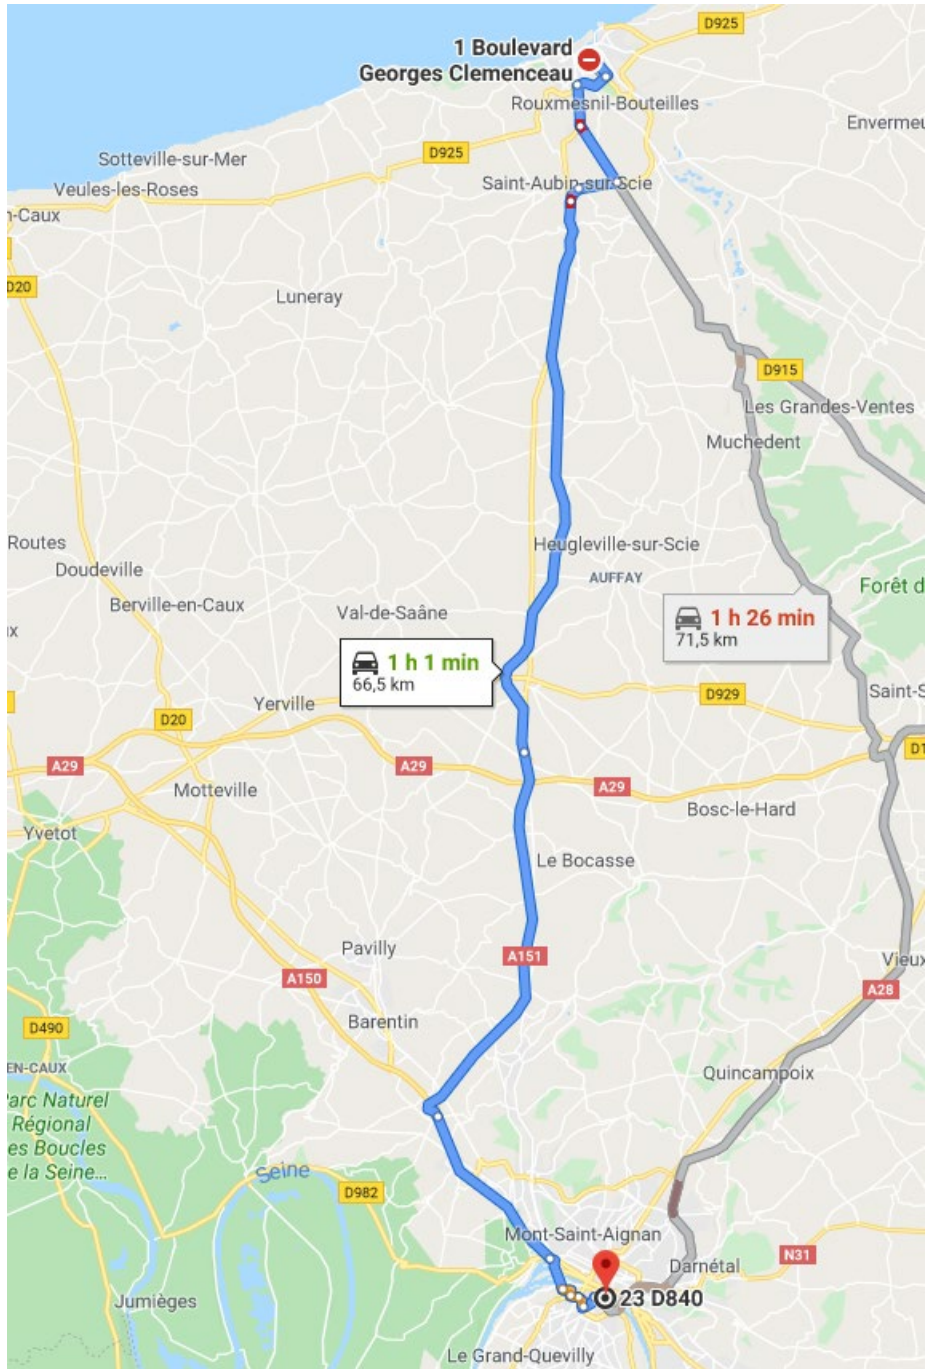 D925
1 Boulevard
Georges Clemenceau
Rouxmesnil-Bouteilles
Envermeu
D925
Sotteville-sur-Mer
Veules-les-Roses
Saint-Aubin-sur-Scie
n-Caux
D20
Luneray
D915
Les Grandes-Ventes
Muchedent
Routes
Heugleville-sur-Scie
Doudeville
AUFFAY
Forêt d
Berville-en-Caux
Val-de-Saâne
1 h 26 min
71,5 km
1 h 1 min
66,5 km
Saint-S
D929
Yerville
D20
D1
A29
A29
A29
Motteville
Bosc-le-Hard
Yvetot
Le Bocasse
Pavilly
A151
Vieux
A150
A28
Barentin
D490
EN-CAUX
Quincampoix
Parc Naturel
Régional
es Boucles
e la Seine...
Seine
D982
Mont-Saint-Aignan
N31
Darnétal
23 D840
Jumièges
Le Grand-Quevilly